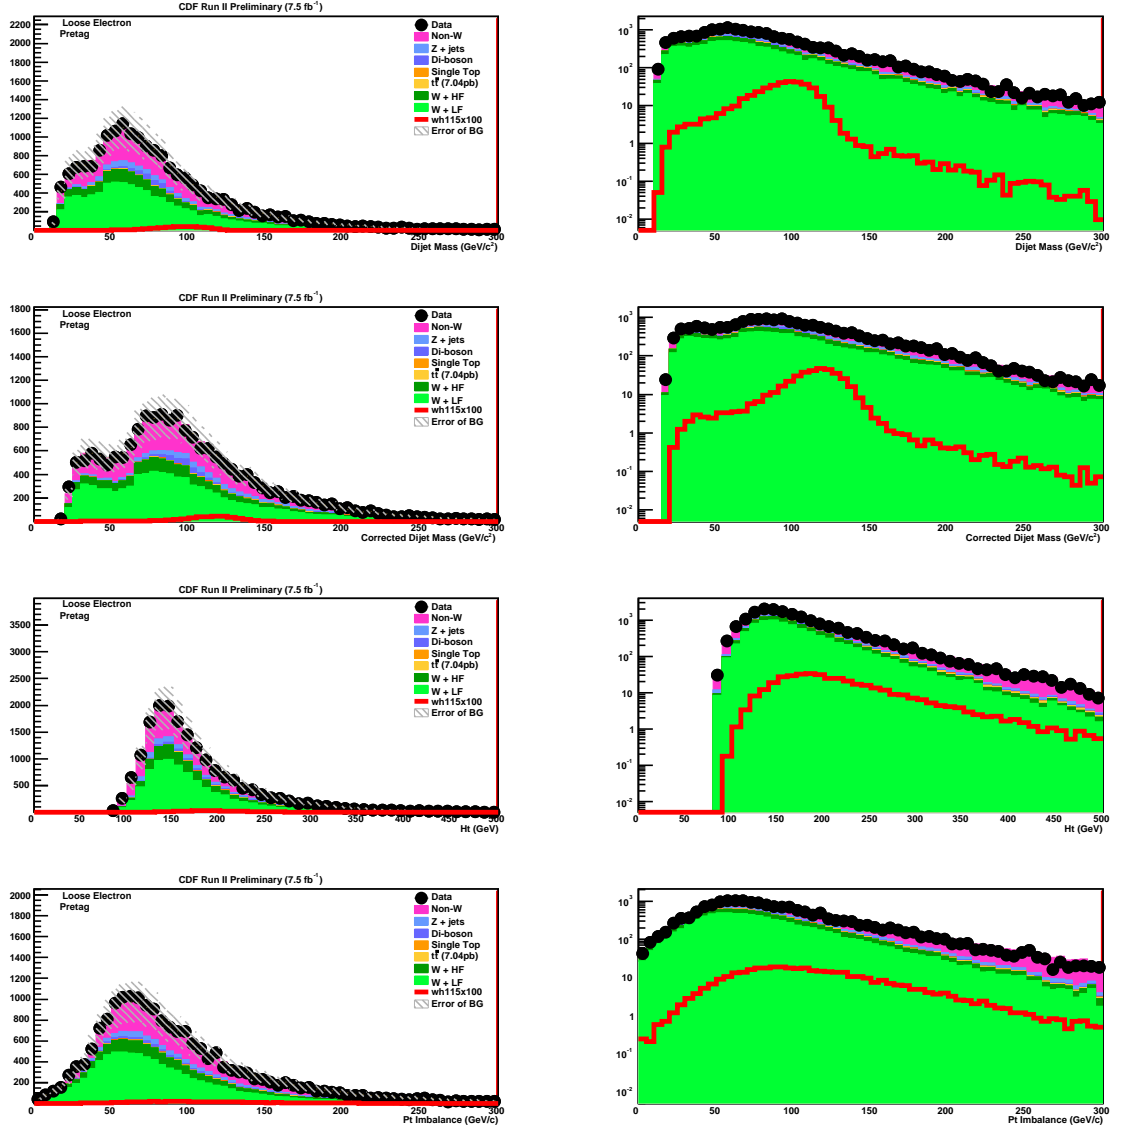 CDF Run II Preliminary (7.5 fb⁻¹)
Loose Electron
Pretag
Data
Non-W
Z + jets
Di-boson
Single Top
tt̄ (7.04pb)
W + HF
W + LF
wh115x100
Error of BG
2200
2000
1800
1600
1400
1200
1000
800
600
400
200
0 50 100 150 200 250 300
Dijet Mass (GeV/c²)
10³
10²
10
1
10⁻¹
10⁻²
0 50 100 150 200 250 300
Dijet Mass (GeV/c²)
CDF Run II Preliminary (7.5 fb⁻¹)
Loose Electron
Pretag
Data
Non-W
Z + jets
Di-boson
Single Top
tt̄ (7.04pb)
W + HF
W + LF
wh115x100
Error of BG
1800
1600
1400
1200
1000
800
600
400
200
0 50 100 150 200 250 300
Corrected Dijet Mass (GeV/c²)
10³
10²
10
1
10⁻¹
10⁻²
0 50 100 150 200 250 300
Corrected Dijet Mass (GeV/c²)
CDF Run II Preliminary (7.5 fb⁻¹)
Loose Electron
Pretag
Data
Non-W
Z + jets
Di-boson
Single Top
tt̄ (7.04pb)
W + HF
W + LF
wh115x100
Error of BG
3500
3000
2500
2000
1500
1000
500
0 50 100 150 200 250 300 350 400 450 500
Ht (GeV)
10³
10²
10
1
10⁻¹
10⁻²
0 50 100 150 200 250 300 350 400 450 500
Ht (GeV)
CDF Run II Preliminary (7.5 fb⁻¹)
Loose Electron
Pretag
Data
Non-W
Z + jets
Di-boson
Single Top
tt̄ (7.04pb)
W + HF
W + LF
wh115x100
Error of BG
2000
1800
1600
1400
1200
1000
800
600
400
200
0 50 100 150 200 250 300
Pt Imbalance (GeV/c)
10³
10²
10
1
10⁻¹
10⁻²
0 50 100 150 200 250 300
Pt Imbalance (GeV/c)